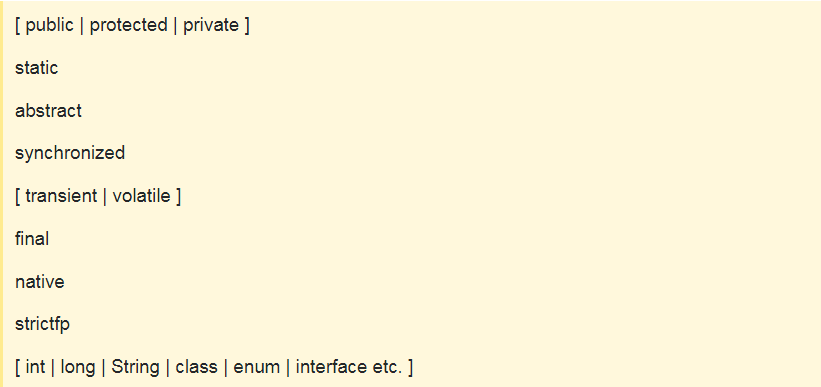 [ public | protected | private ]
static
abstract
synchronized
[ transient | volatile ]
final
native
strictfp
[ int | long | String | class | enum | interface etc. ]